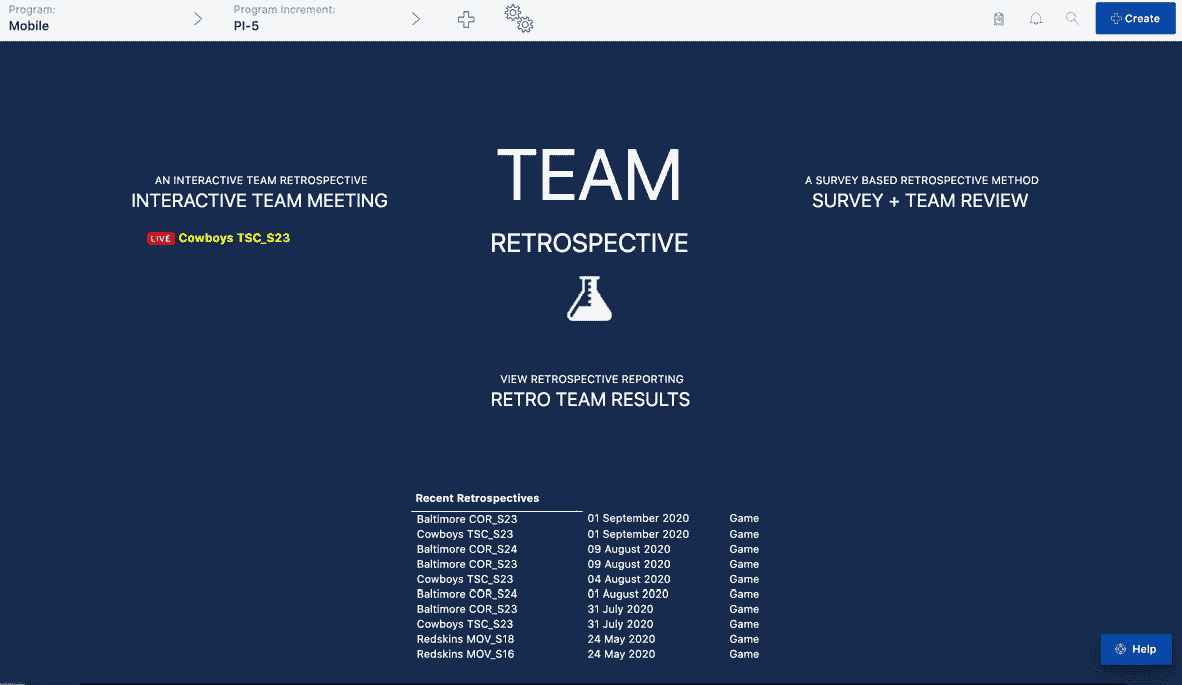 Program:
Mobile
Program Increment:
PI-5
Create
AN INTERACTIVE TEAM RETROSPECTIVE
INTERACTIVE TEAM MEETING
LIVE Cowboys TSC_S23
TEAM
RETROSPECTIVE
A SURVEY BASED RETROSPECTIVE METHOD
SURVEY + TEAM REVIEW
VIEW RETROSPECTIVE REPORTING
RETRO TEAM RESULTS
Recent Retrospectives
Baltimore COR_S23 01 September 2020 Game
Cowboys TSC_S23 01 September 2020 Game
Baltimore COR_S24 09 August 2020 Game
Baltimore COR_S23 09 August 2020 Game
Cowboys TSC_S23 04 August 2020 Game
Baltimore COR_S24 01 August 2020 Game
Baltimore COR_S23 31 July 2020 Game
Cowboys TSC_S23 31 July 2020 Game
Redskins MOV_S18 24 May 2020 Game
Redskins MOV_S16 24 May 2020 Game
Help